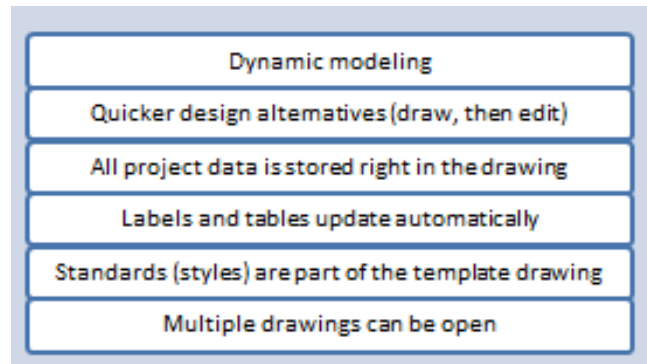 Dynamic modeling
Quicker design alternatives (draw, then edit)
All project data is stored right in the drawing
Labels and tables update automatically
Standards (styles) are part of the template drawing
Multiple drawings can be open